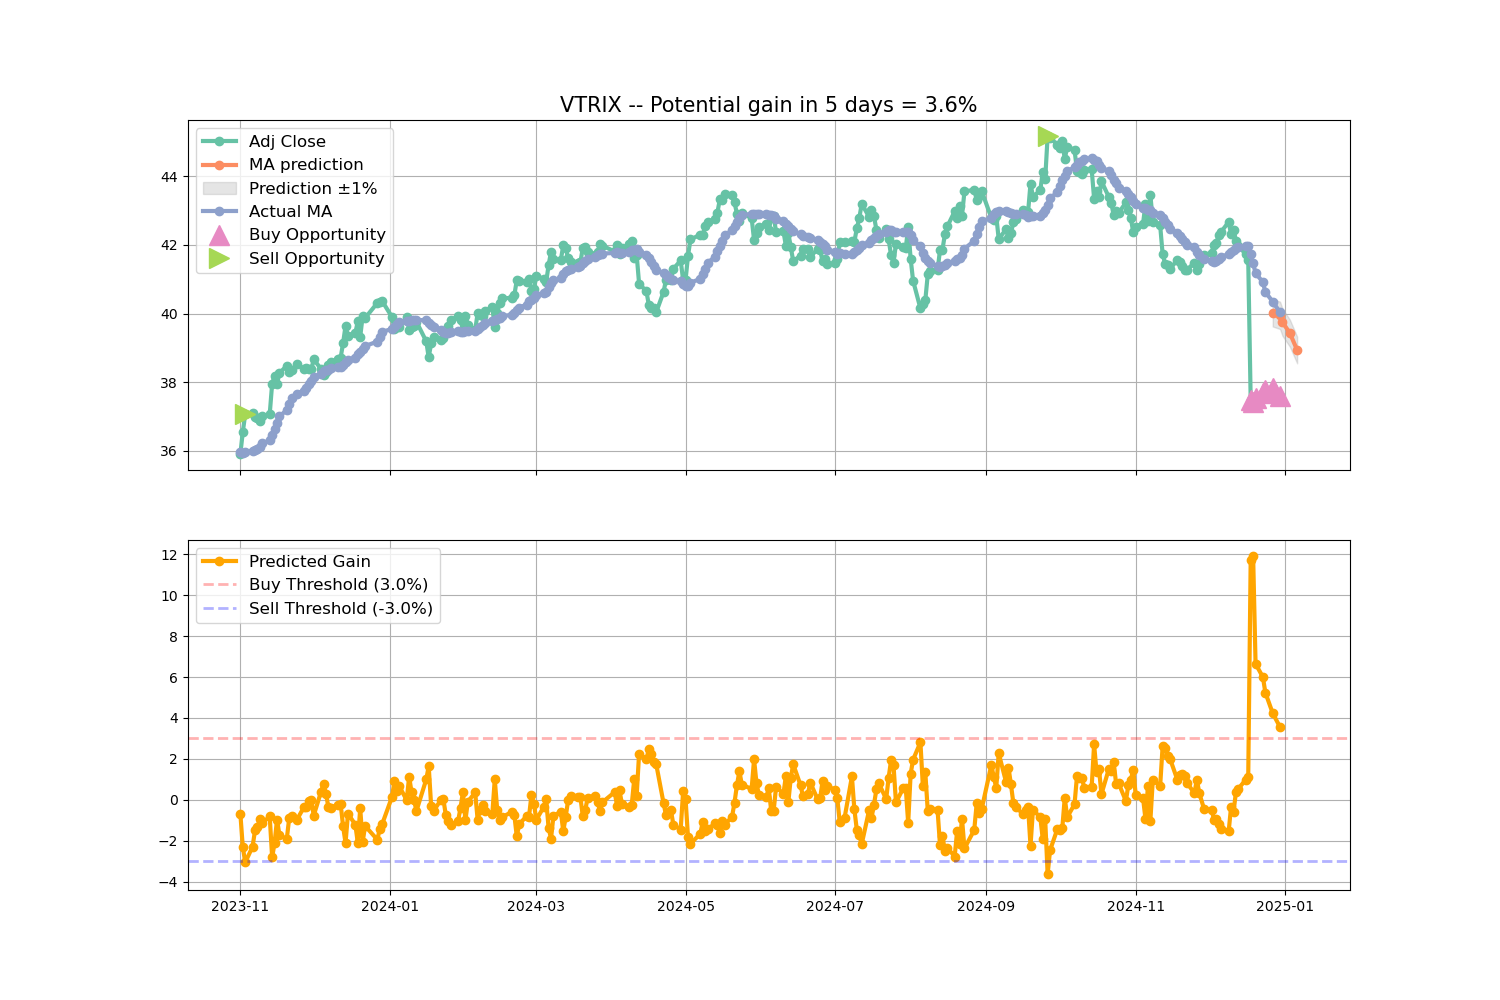 VTRIX -- Potential gain in 5 days = 3.6%
Adj Close
MA prediction
Prediction ±1%
Actual MA
Buy Opportunity
Sell Opportunity
44
42
40
38
36
Predicted Gain
Buy Threshold (3.0%)
Sell Threshold (-3.0%)
12
10
8
6
4
2
0
−2
−4
2023-11
2024-01
2024-03
2024-05
2024-07
2024-09
2024-11
2025-01